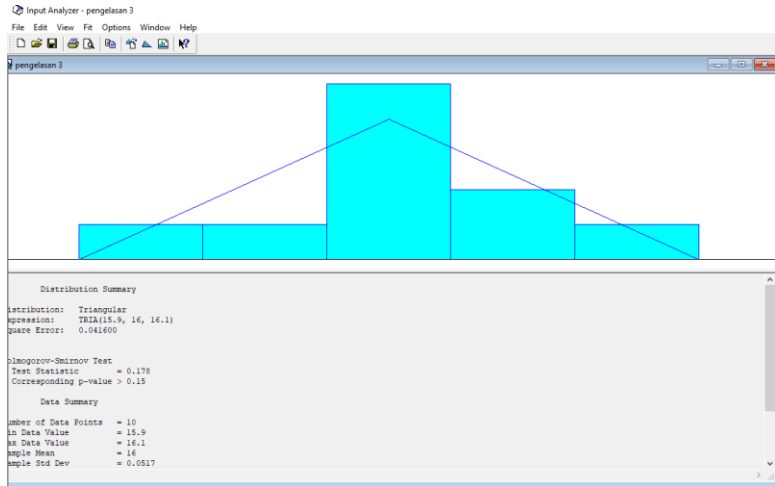 Input Analyzer - pengelasan 3
File Edit View Fit Options Window Help
pengelasan 3
Distribution Summary
istribution: Triangular
xpression: TRIA(15.9, 16, 16.1)
quare Error: 0.041600
olmogorov-Smirnov Test
Test Statistic = 0.178
Corresponding p-value > 0.15
Data Summary
umber of Data Points = 10
in Data Value = 15.9
ax Data Value = 16.1
ample Mean = 16
ample Std Dev = 0.0517